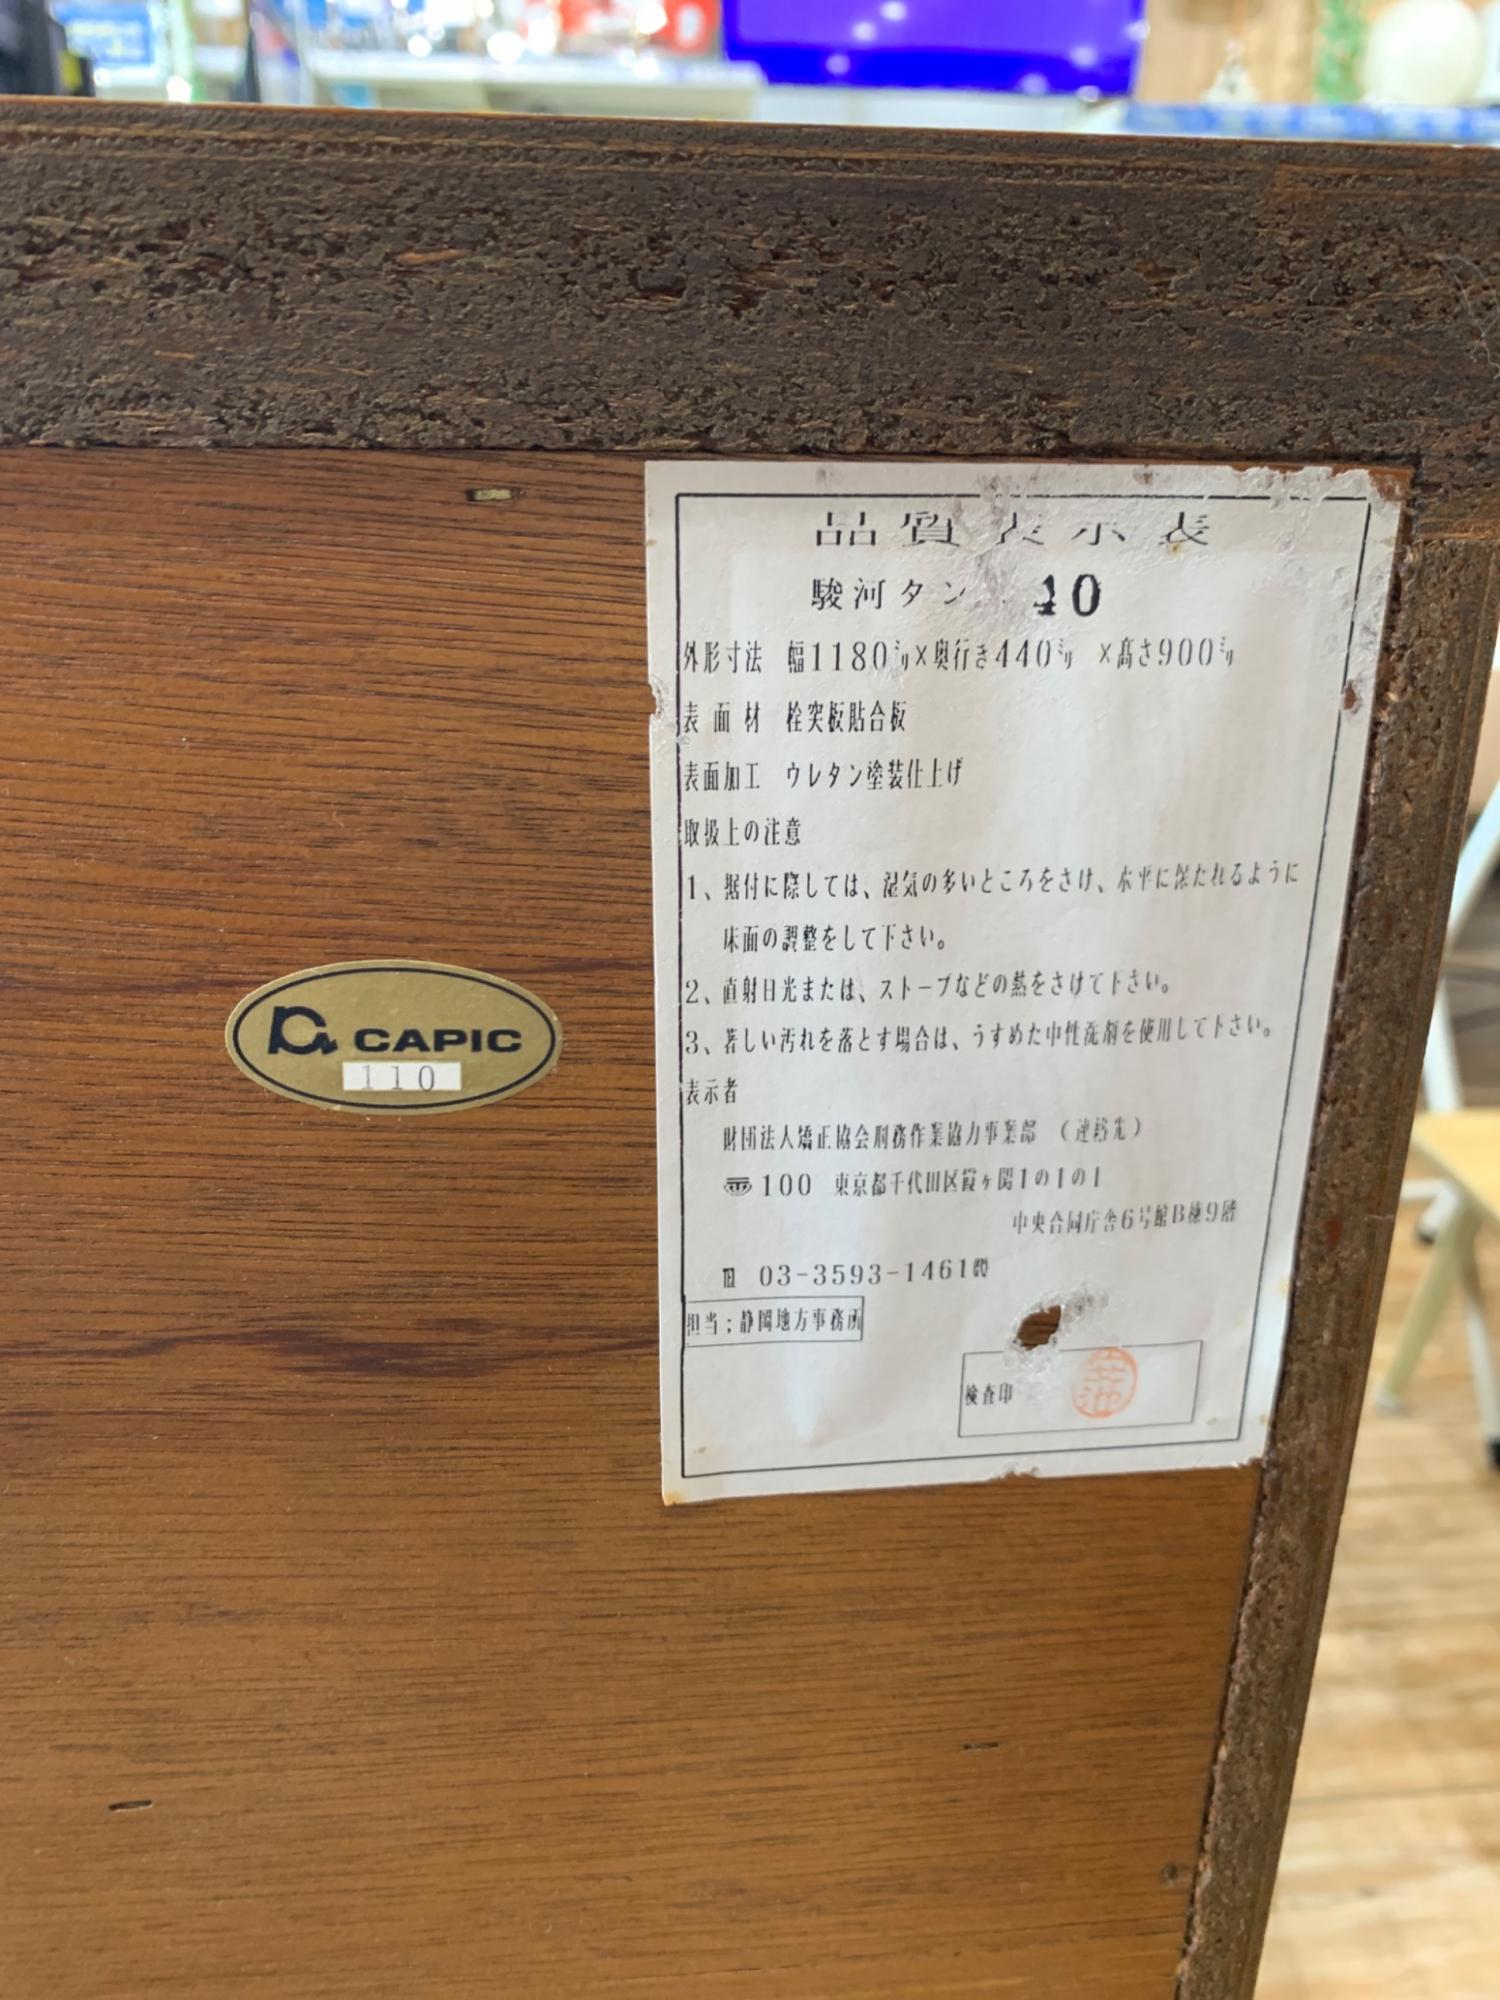 品質表示表
駿河タン 40
外形寸法 幅1180㍉×奥行き440㍉ ×高さ900㍉
表面材 栓突板貼合板
表面加工 ウレタン塗装仕上げ
取扱上の注意
1、据付に際しては、湿気の多いところをさけ、水平に保たれるように
床面の調整をして下さい。
2、直射日光または、ストーブなどの熱をさけて下さい。
3、著しい汚れを落とす場合は、うすめた中性洗剤を使用して下さい。
表示者
財団法人矯正協会刑務作業協力事業部 (連絡先)
〠100 東京都千代田区霞ヶ関1の1の1
中央合同庁舎6号館B棟9階
℡ 03-3593-1461㈹
担当;静岡地方事務所
検査印
CAPIC
110